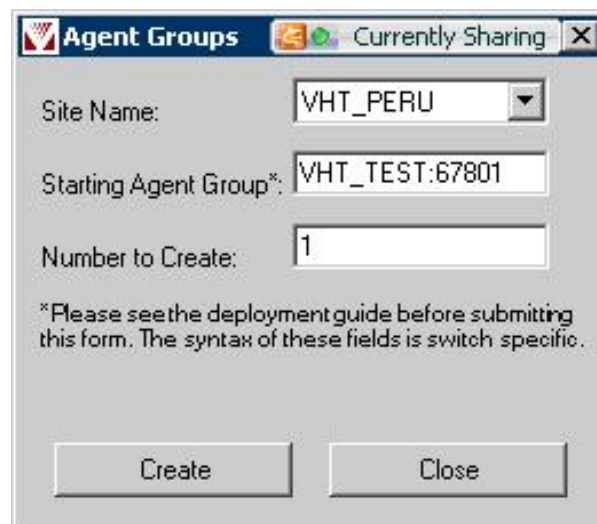 Agent Groups
Currently Sharing
Site Name:
VHT_PERU
Starting Agent Group*:
VHT_TEST:67801
Number to Create:
1
*Please see the deployment guide before submitting
this form. The syntax of these fields is switch specific.
Create
Close